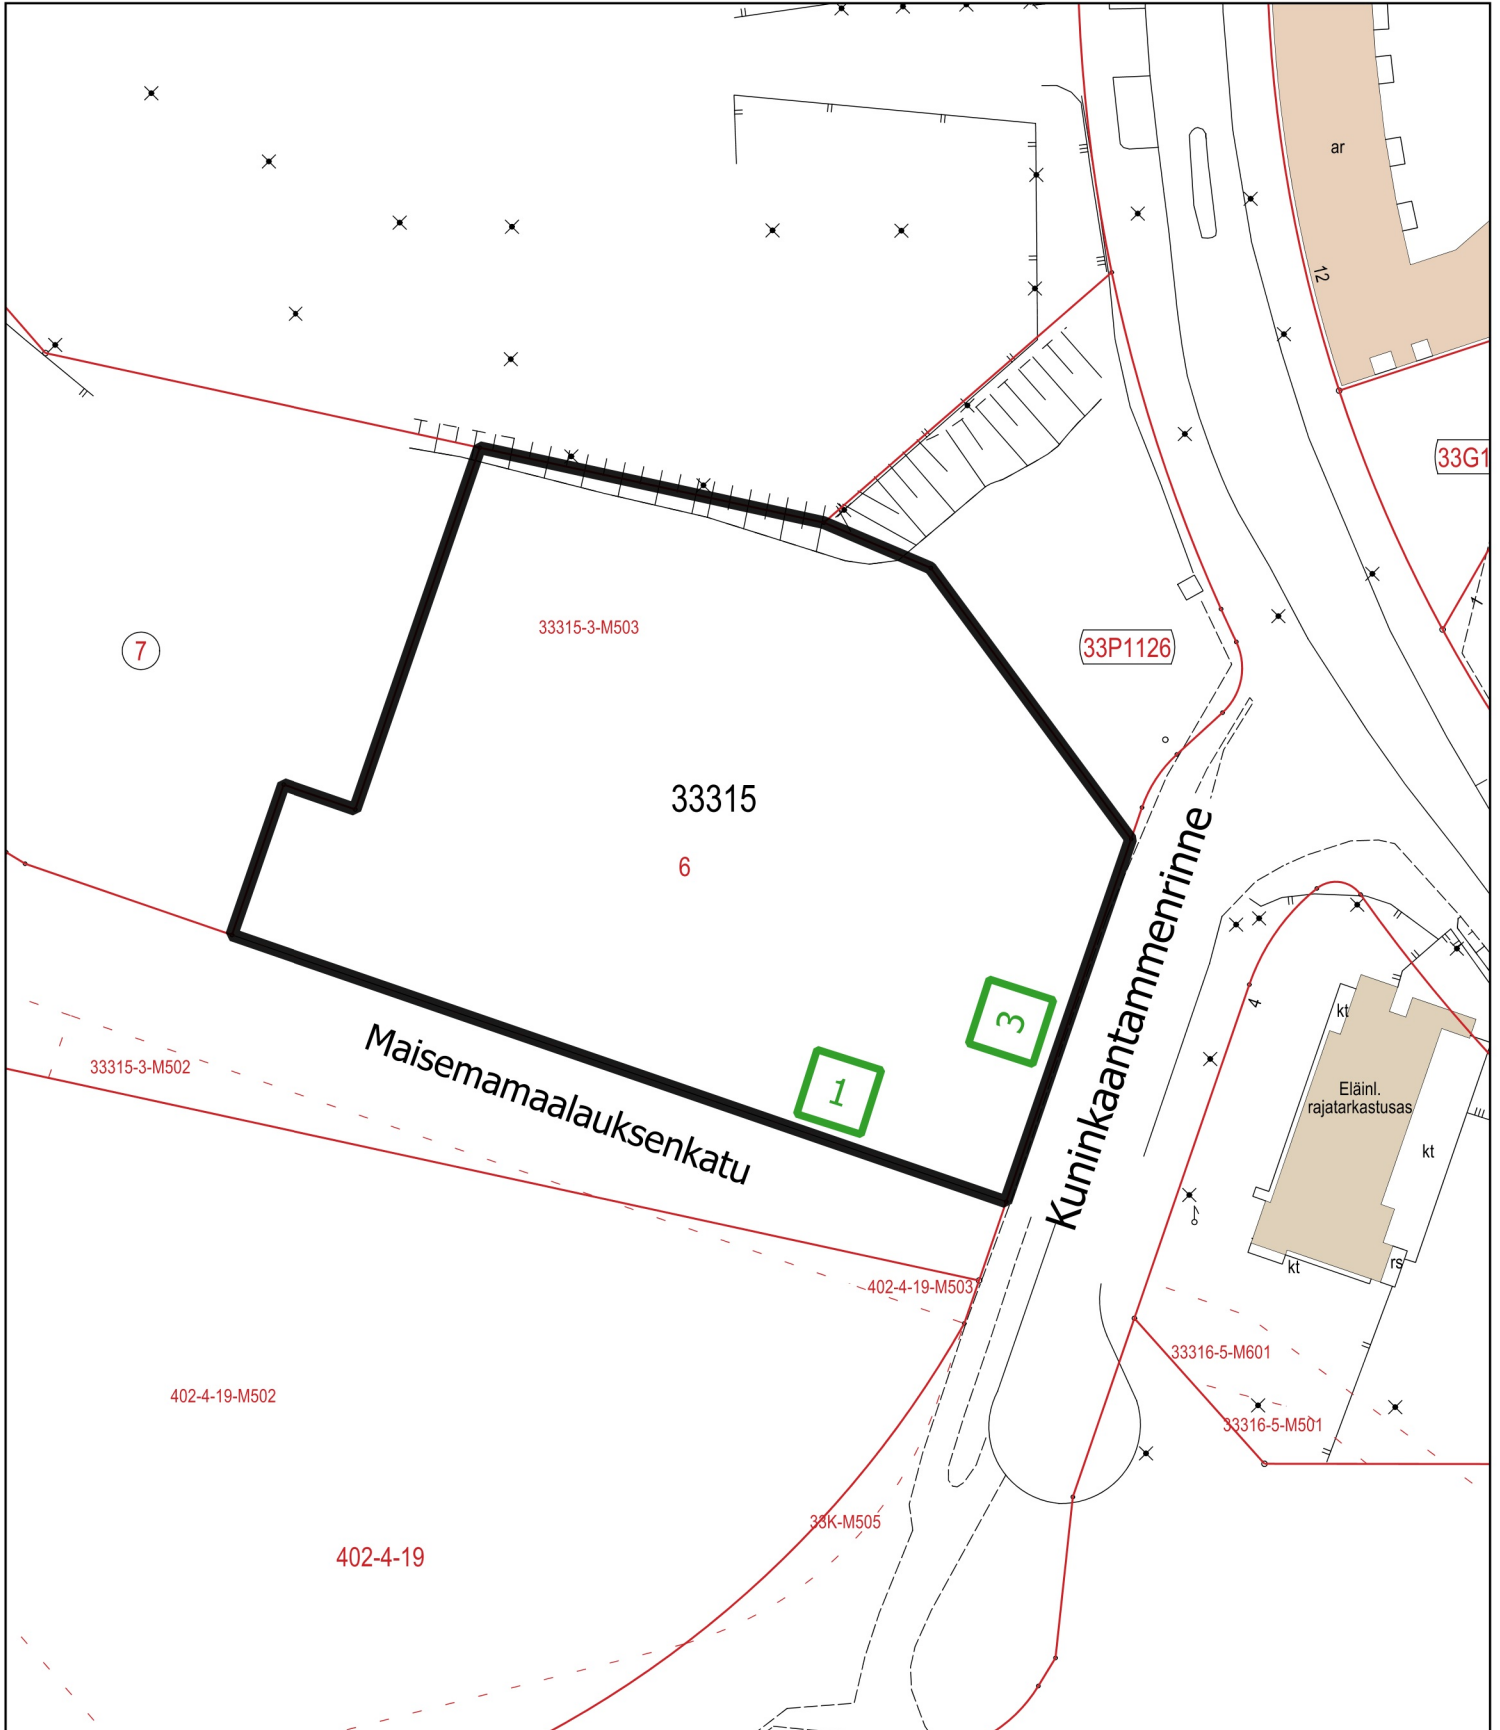 ar
12
33G1
33315-3-M503
7
33P1126
1
33315
6
3
1
Maisemamaalauksenkatu
Kuninkaantammenrinne
33315-3-M502
4
kt
Eläinl.
rajatarkastusas
kt
kt
rs
402-4-19-M503
33316-5-M601
33316-5-M501
402-4-19-M502
33K-M505
402-4-19